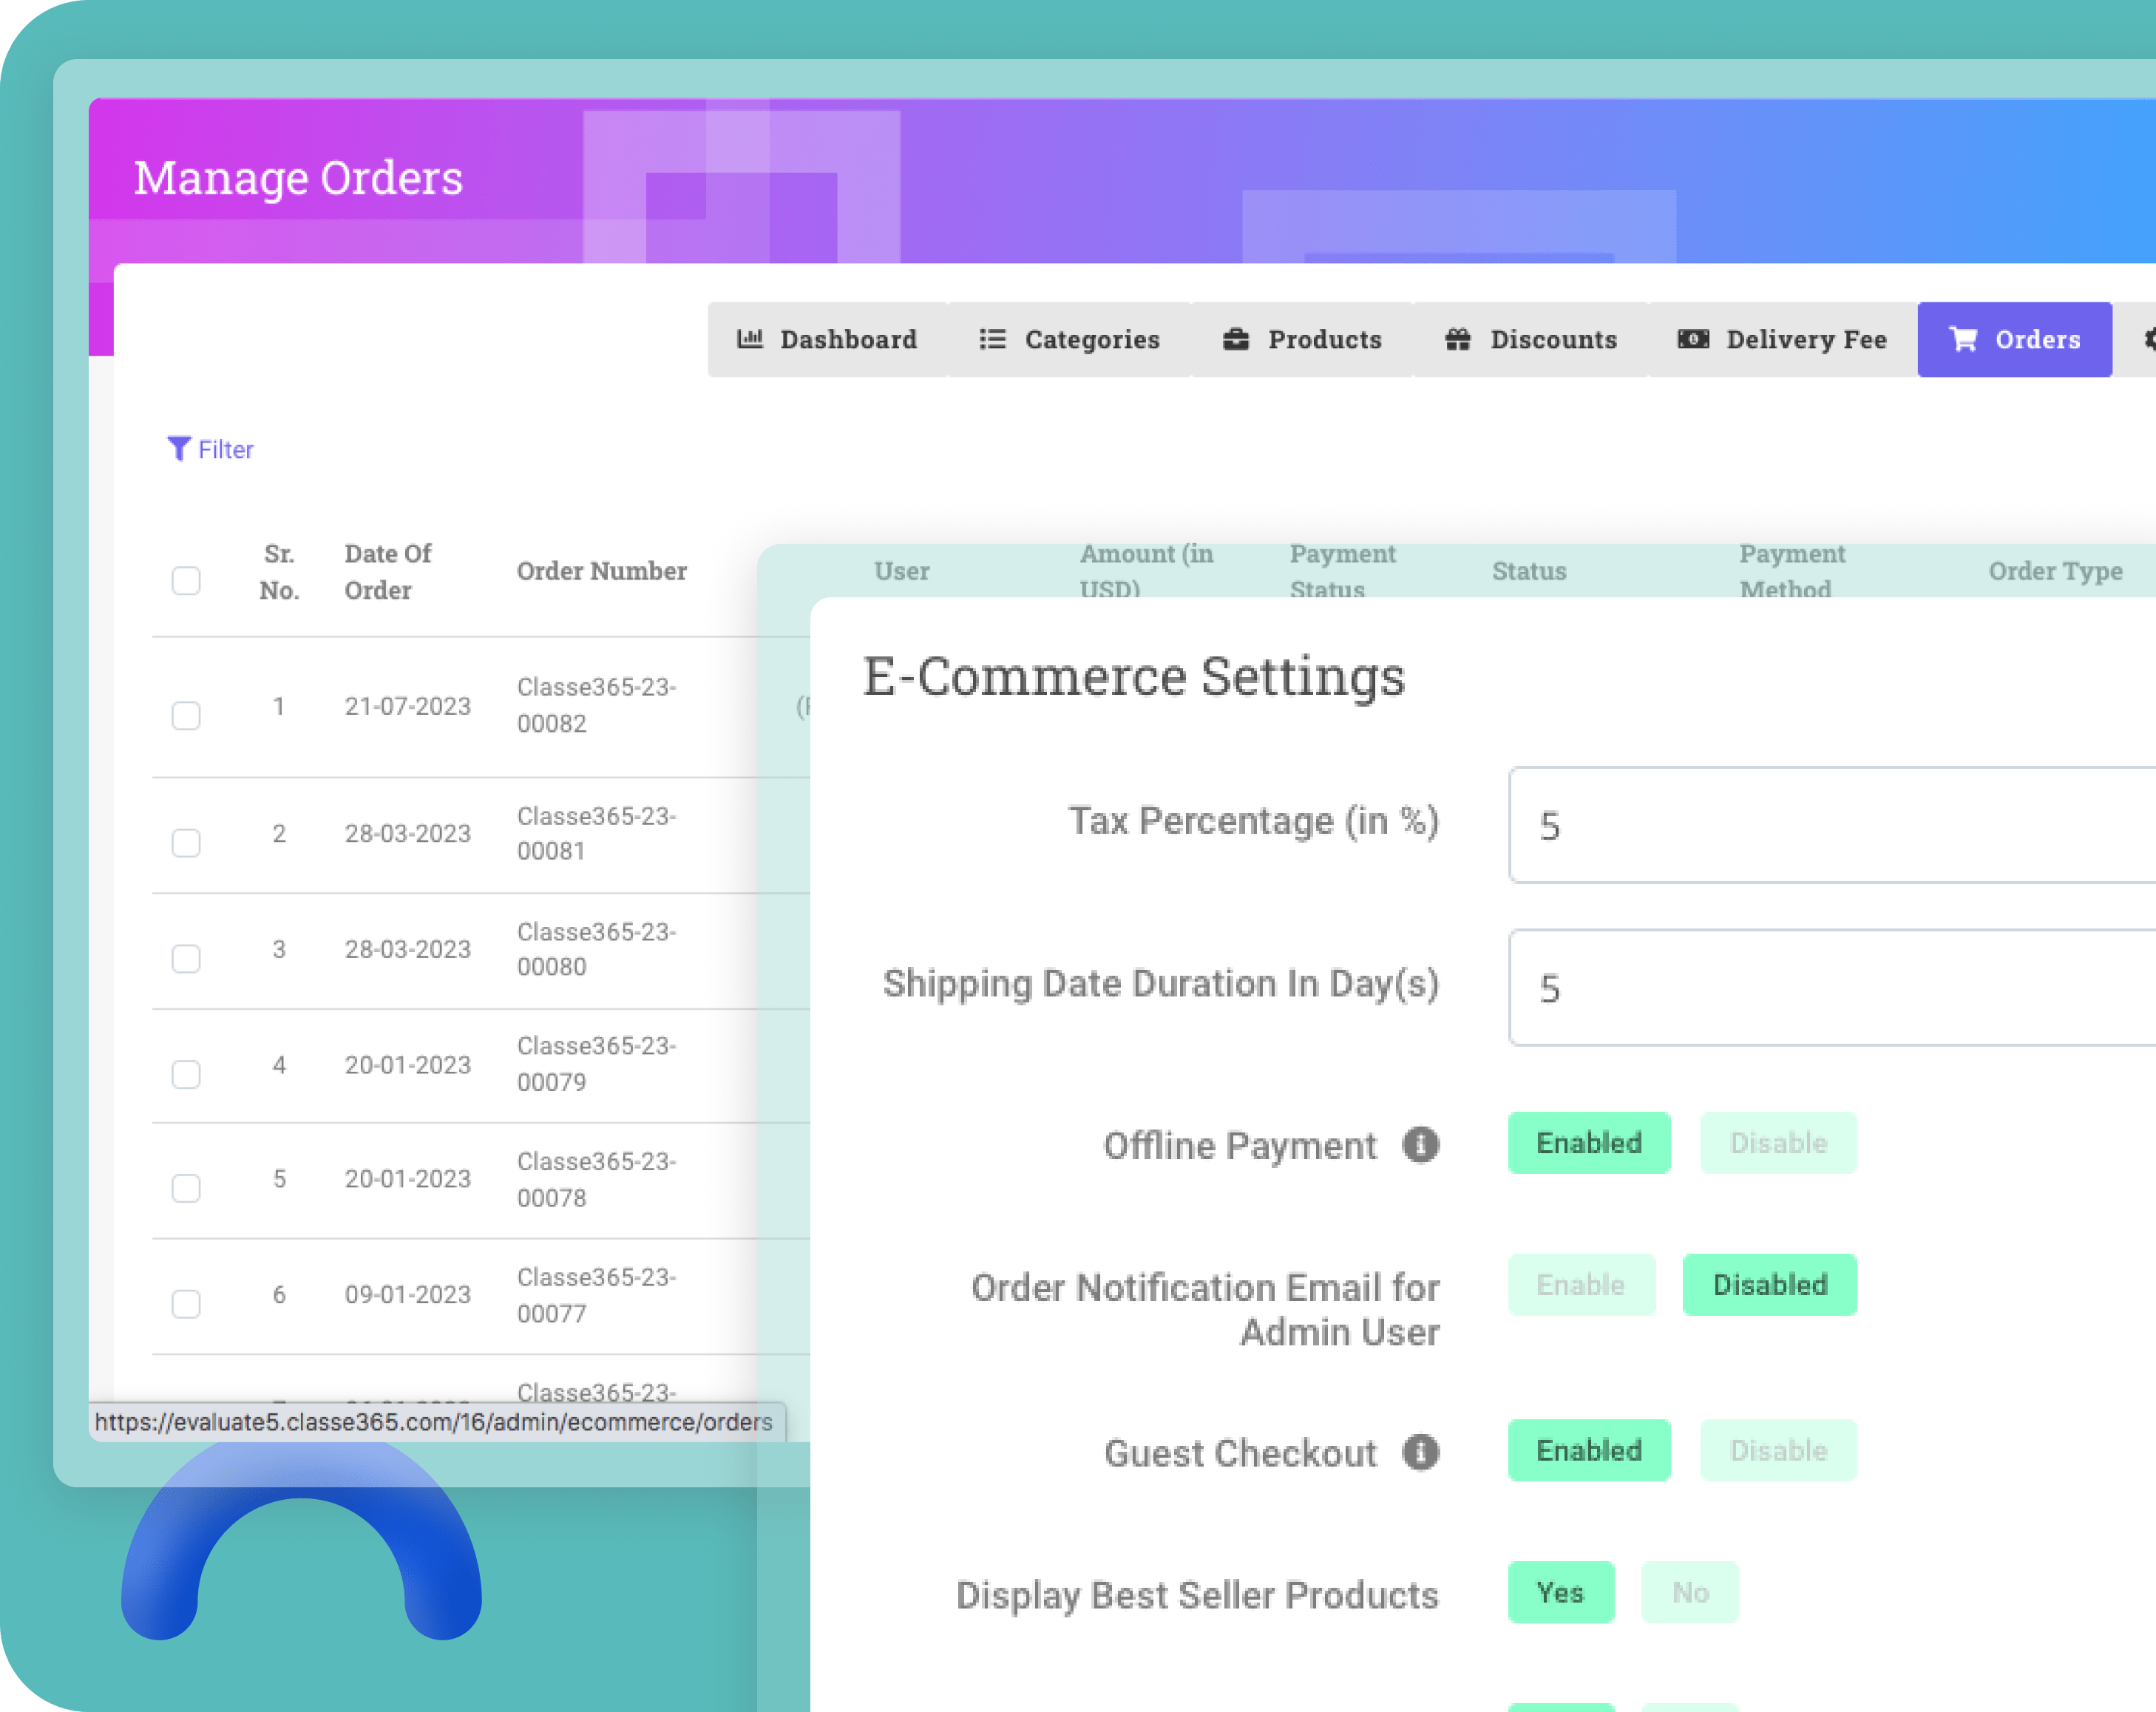 Manage Orders
Dashboard
Categories
Products
Discounts
Delivery Fee
Orders
Filter
Sr. No.
Date Of Order
Order Number
User
Amount (in USD)
Payment Status
Status
Payment Method
Order Type
1 21-07-2023 Classe365-23-
00082
2 28-03-2023 Classe365-23-
00081
3 28-03-2023 Classe365-23-
00080
4 20-01-2023 Classe365-23-
00079
5 20-01-2023 Classe365-23-
00078
6 09-01-2023 Classe365-23-
00077
Classe365-23-
https://evaluate5.classe365.com/16/admin/ecommerce/orders
E-Commerce Settings
Tax Percentage (in %) 5
Shipping Date Duration In Day(s) 5
Offline Payment Enabled Disable
Order Notification Email for
Admin User
Enable Disabled
Guest Checkout Enabled Disable
Display Best Seller Products Yes No